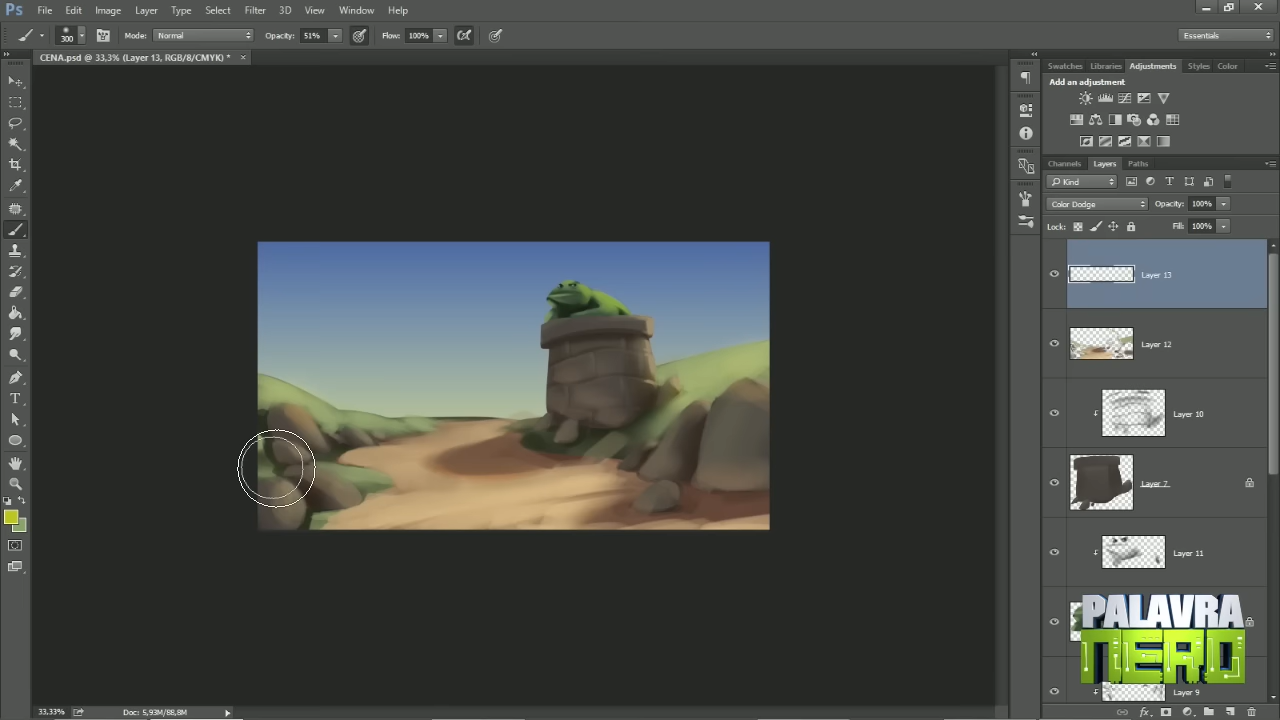 Ps File Edit Image Layer Type Select Filter 3D View Window Help
300 Mode: Normal Opacity: 51% Flow: 100% Essentials
CENA.psd @ 33,3% (Layer 13, RGB/8/CMYK) * ×
Swatches Libraries Adjustments Styles Color
Add an adjustment
Channels Layers Paths
Kind
Color Dodge Opacity: 100%
Lock: Fill: 100%
Layer 13
Layer 12
Layer 10
Layer 7
Layer 11
Layer 9
PALAVRA
NERD
33,33% Doc: 5,93M/88,8M